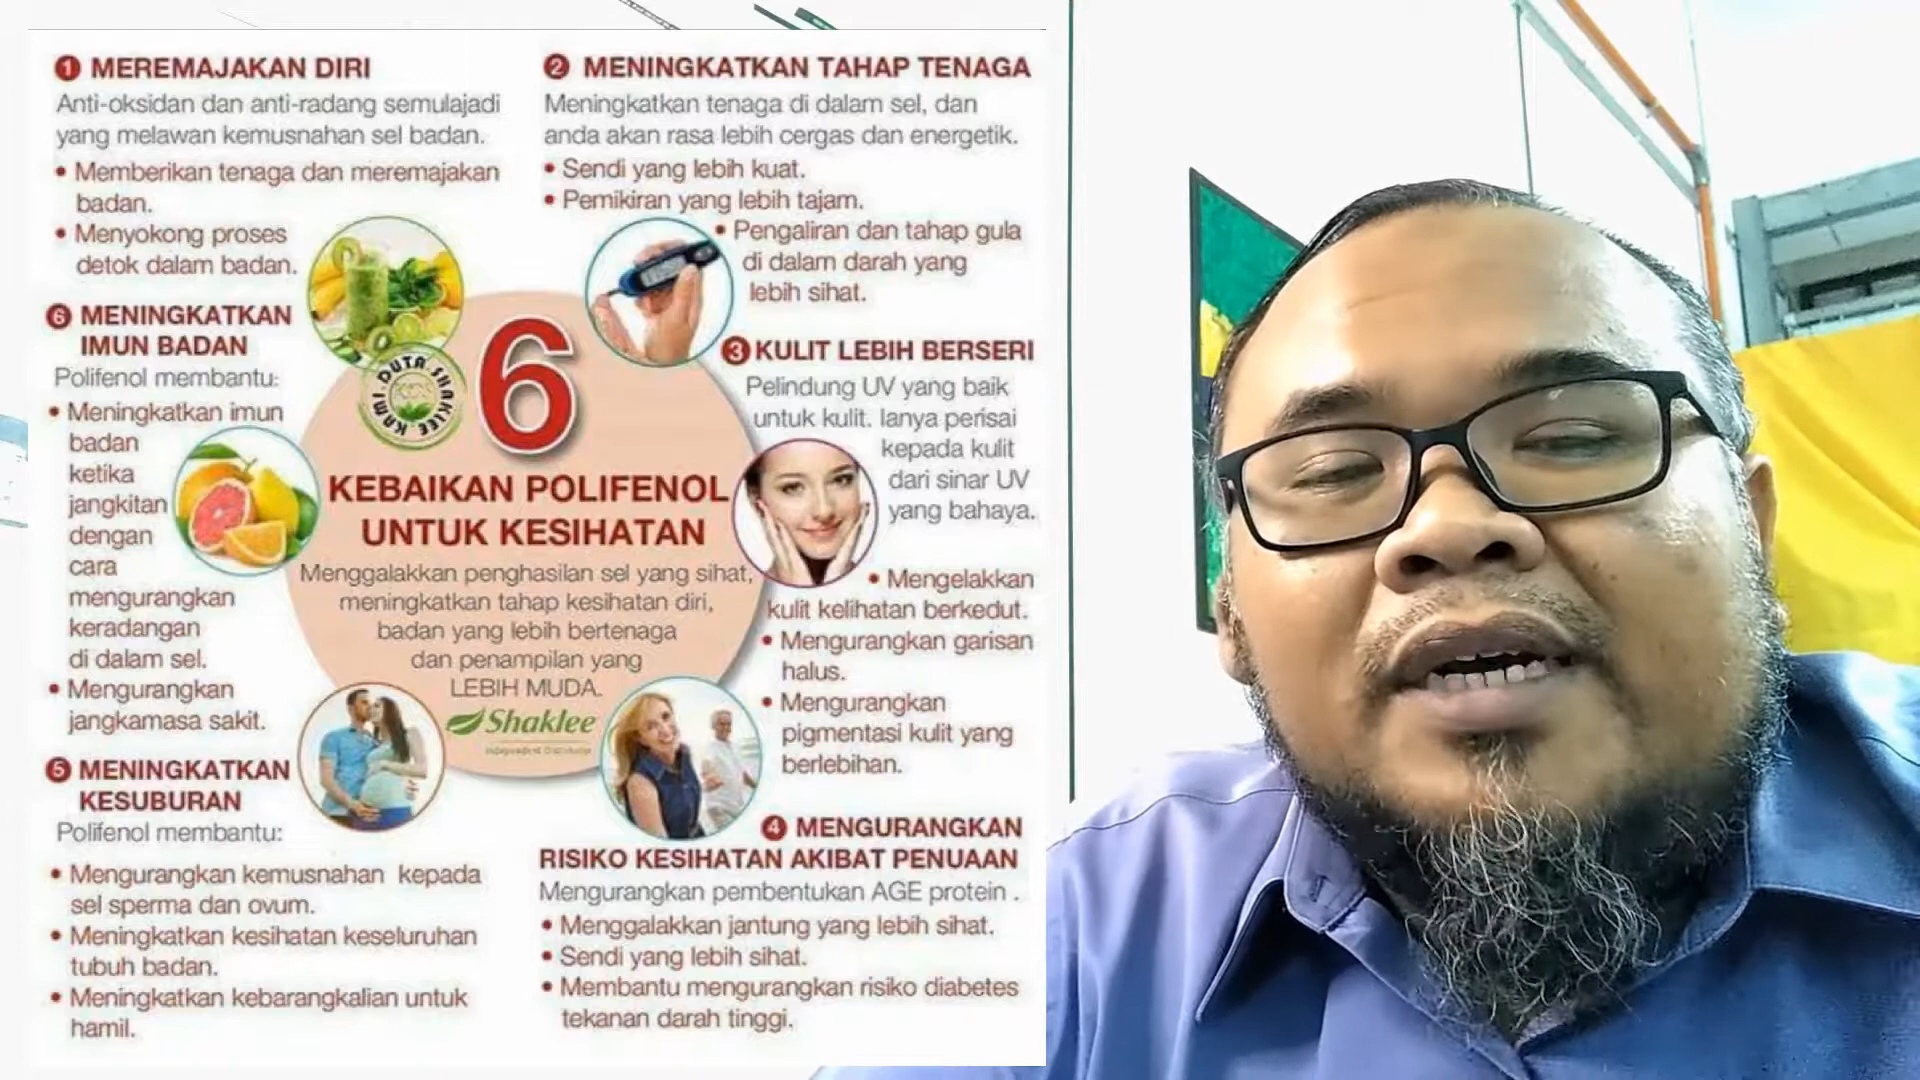 1 MEREMAJAKAN DIRI
Anti-oksidan dan anti-radang semulajadi
yang melawan kemusnahan sel badan.
• Memberikan tenaga dan meremajakan
badan.
• Menyokong proses
detok dalam badan.
2 MENINGKATKAN TAHAP TENAGA
Meningkatkan tenaga di dalam sel, dan
anda akan rasa lebih cergas dan energetik.
• Sendi yang lebih kuat.
• Pemikiran yang lebih tajam.
• Pengaliran dan tahap gula
di dalam darah yang
lebih sihat.
3 KULIT LEBIH BERSERI
Pelindung UV yang baik
untuk kulit. Ianya perisai
kepada kulit
dari sinar UV
yang bahaya.
• Mengelakkan
kulit kelihatan berkedut.
• Mengurangkan garisan
halus.
• Mengurangkan
pigmentasi kulit yang
berlebihan.
4 MENGURANGKAN
RISIKO KESIHATAN AKIBAT PENUAAN
Mengurangkan pembentukan AGE protein .
• Menggalakkan jantung yang lebih sihat.
• Sendi yang lebih sihat.
• Membantu mengurangkan risiko diabetes
tekanan darah tinggi.
5 MENINGKATKAN
KESUBURAN
Polifenol membantu:
• Mengurangkan kemusnahan kepada
sel sperma dan ovum.
• Meningkatkan kesihatan keseluruhan
tubuh badan.
• Meningkatkan kebarangkalian untuk
hamil.
6 MENINGKATKAN
IMUN BADAN
Polifenol membantu:
• Meningkatkan imun
badan
ketika
jangkitan
dengan
cara
mengurangkan
keradangan
di dalam sel.
• Mengurangkan
jangkamasa sakit.
KAMI DUTA SHAKLEE
6
KEBAIKAN POLIFENOL
UNTUK KESIHATAN
Menggalakkan penghasilan sel yang sihat,
meningkatkan tahap kesihatan diri,
badan yang lebih bertenaga
dan penampilan yang
LEBIH MUDA.
Shaklee
Independent Distributor